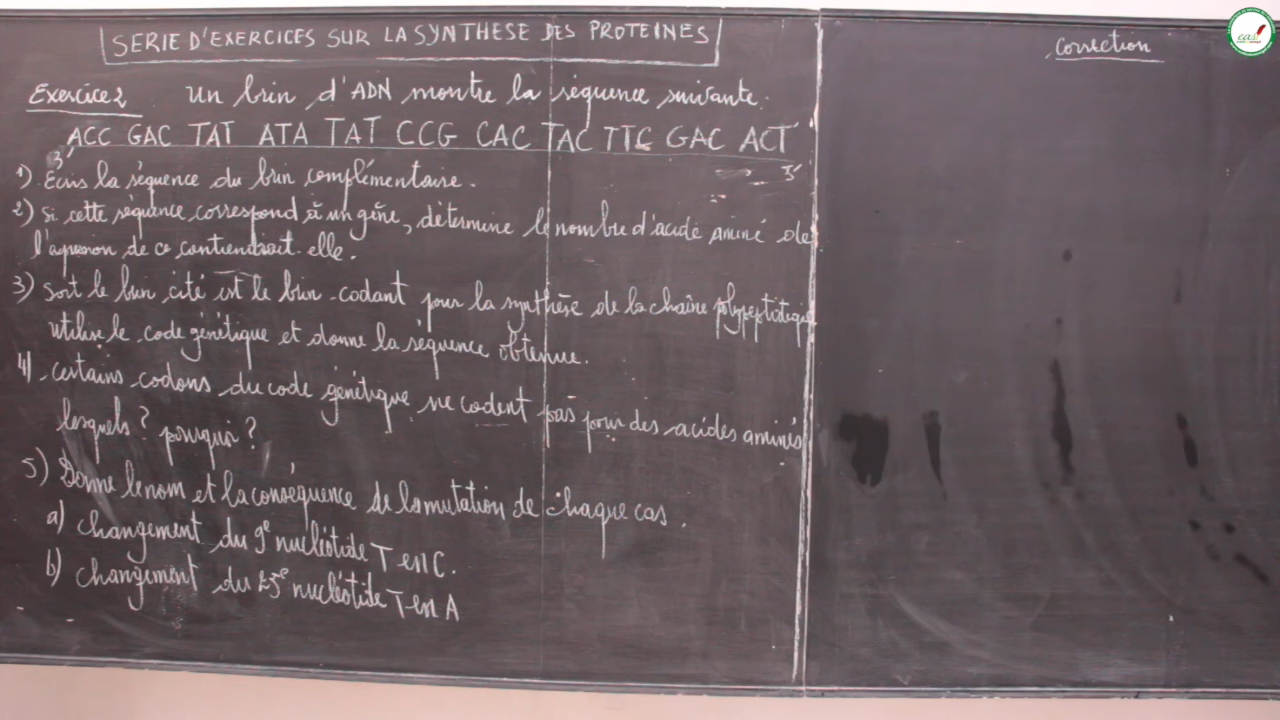 SERIE D'EXERCICES SUR LA SYNTHESE DES PROTEINES
Correction
Exercice 2 Un brin d'ADN montre la séquence suivante:
ACC GAC TAT ATA TAT CCG CAC TAC TTC GAC ACT
3' 5'
1) Ecris la séquence du brin complémentaire.
2) Si cette séquence correspond à un gène, détermine le nombre d'acide aminé de
de ce contiendrait-elle.
3) Soit le brin cité est le brin codant pour la synthèse de la chaîne polypeptidique
utilise le code génétique et donne la séquence obtenue.
4) certains codons du code génétique ne codent pas pour des acides aminés
lesquels? pourquoi?
5) Donne le nom et la conséquence de la mutation de chaque cas.
a) changement du 9e nucléotide T en C.
b) changement du 25e nucléotide T en A
eas!